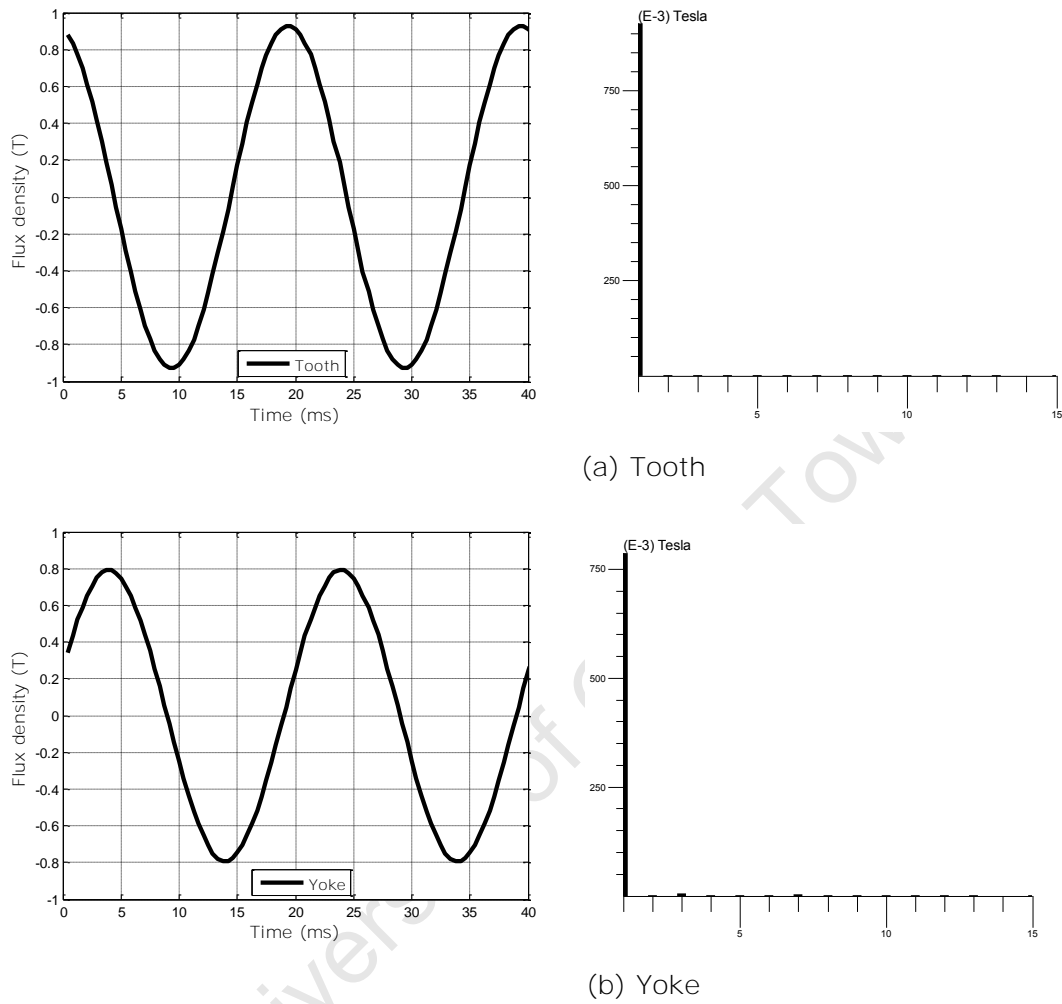 1
0.8
0.6
0.4
0.2
0
-0.2
-0.4
-0.6
-0.8
-1
Flux density (T)
0 5 10 15 20 25 30 35 40
Time (ms)
Tooth
(E-3) Tesla
750
500
250
5 10 15
(a) Tooth
1
0.8
0.6
0.4
0.2
0
-0.2
-0.4
-0.6
-0.8
-1
Flux density (T)
0 5 10 15 20 25 30 35 40
Time (ms)
Yoke
(E-3) Tesla
750
500
250
5 10 15
(b) Yoke